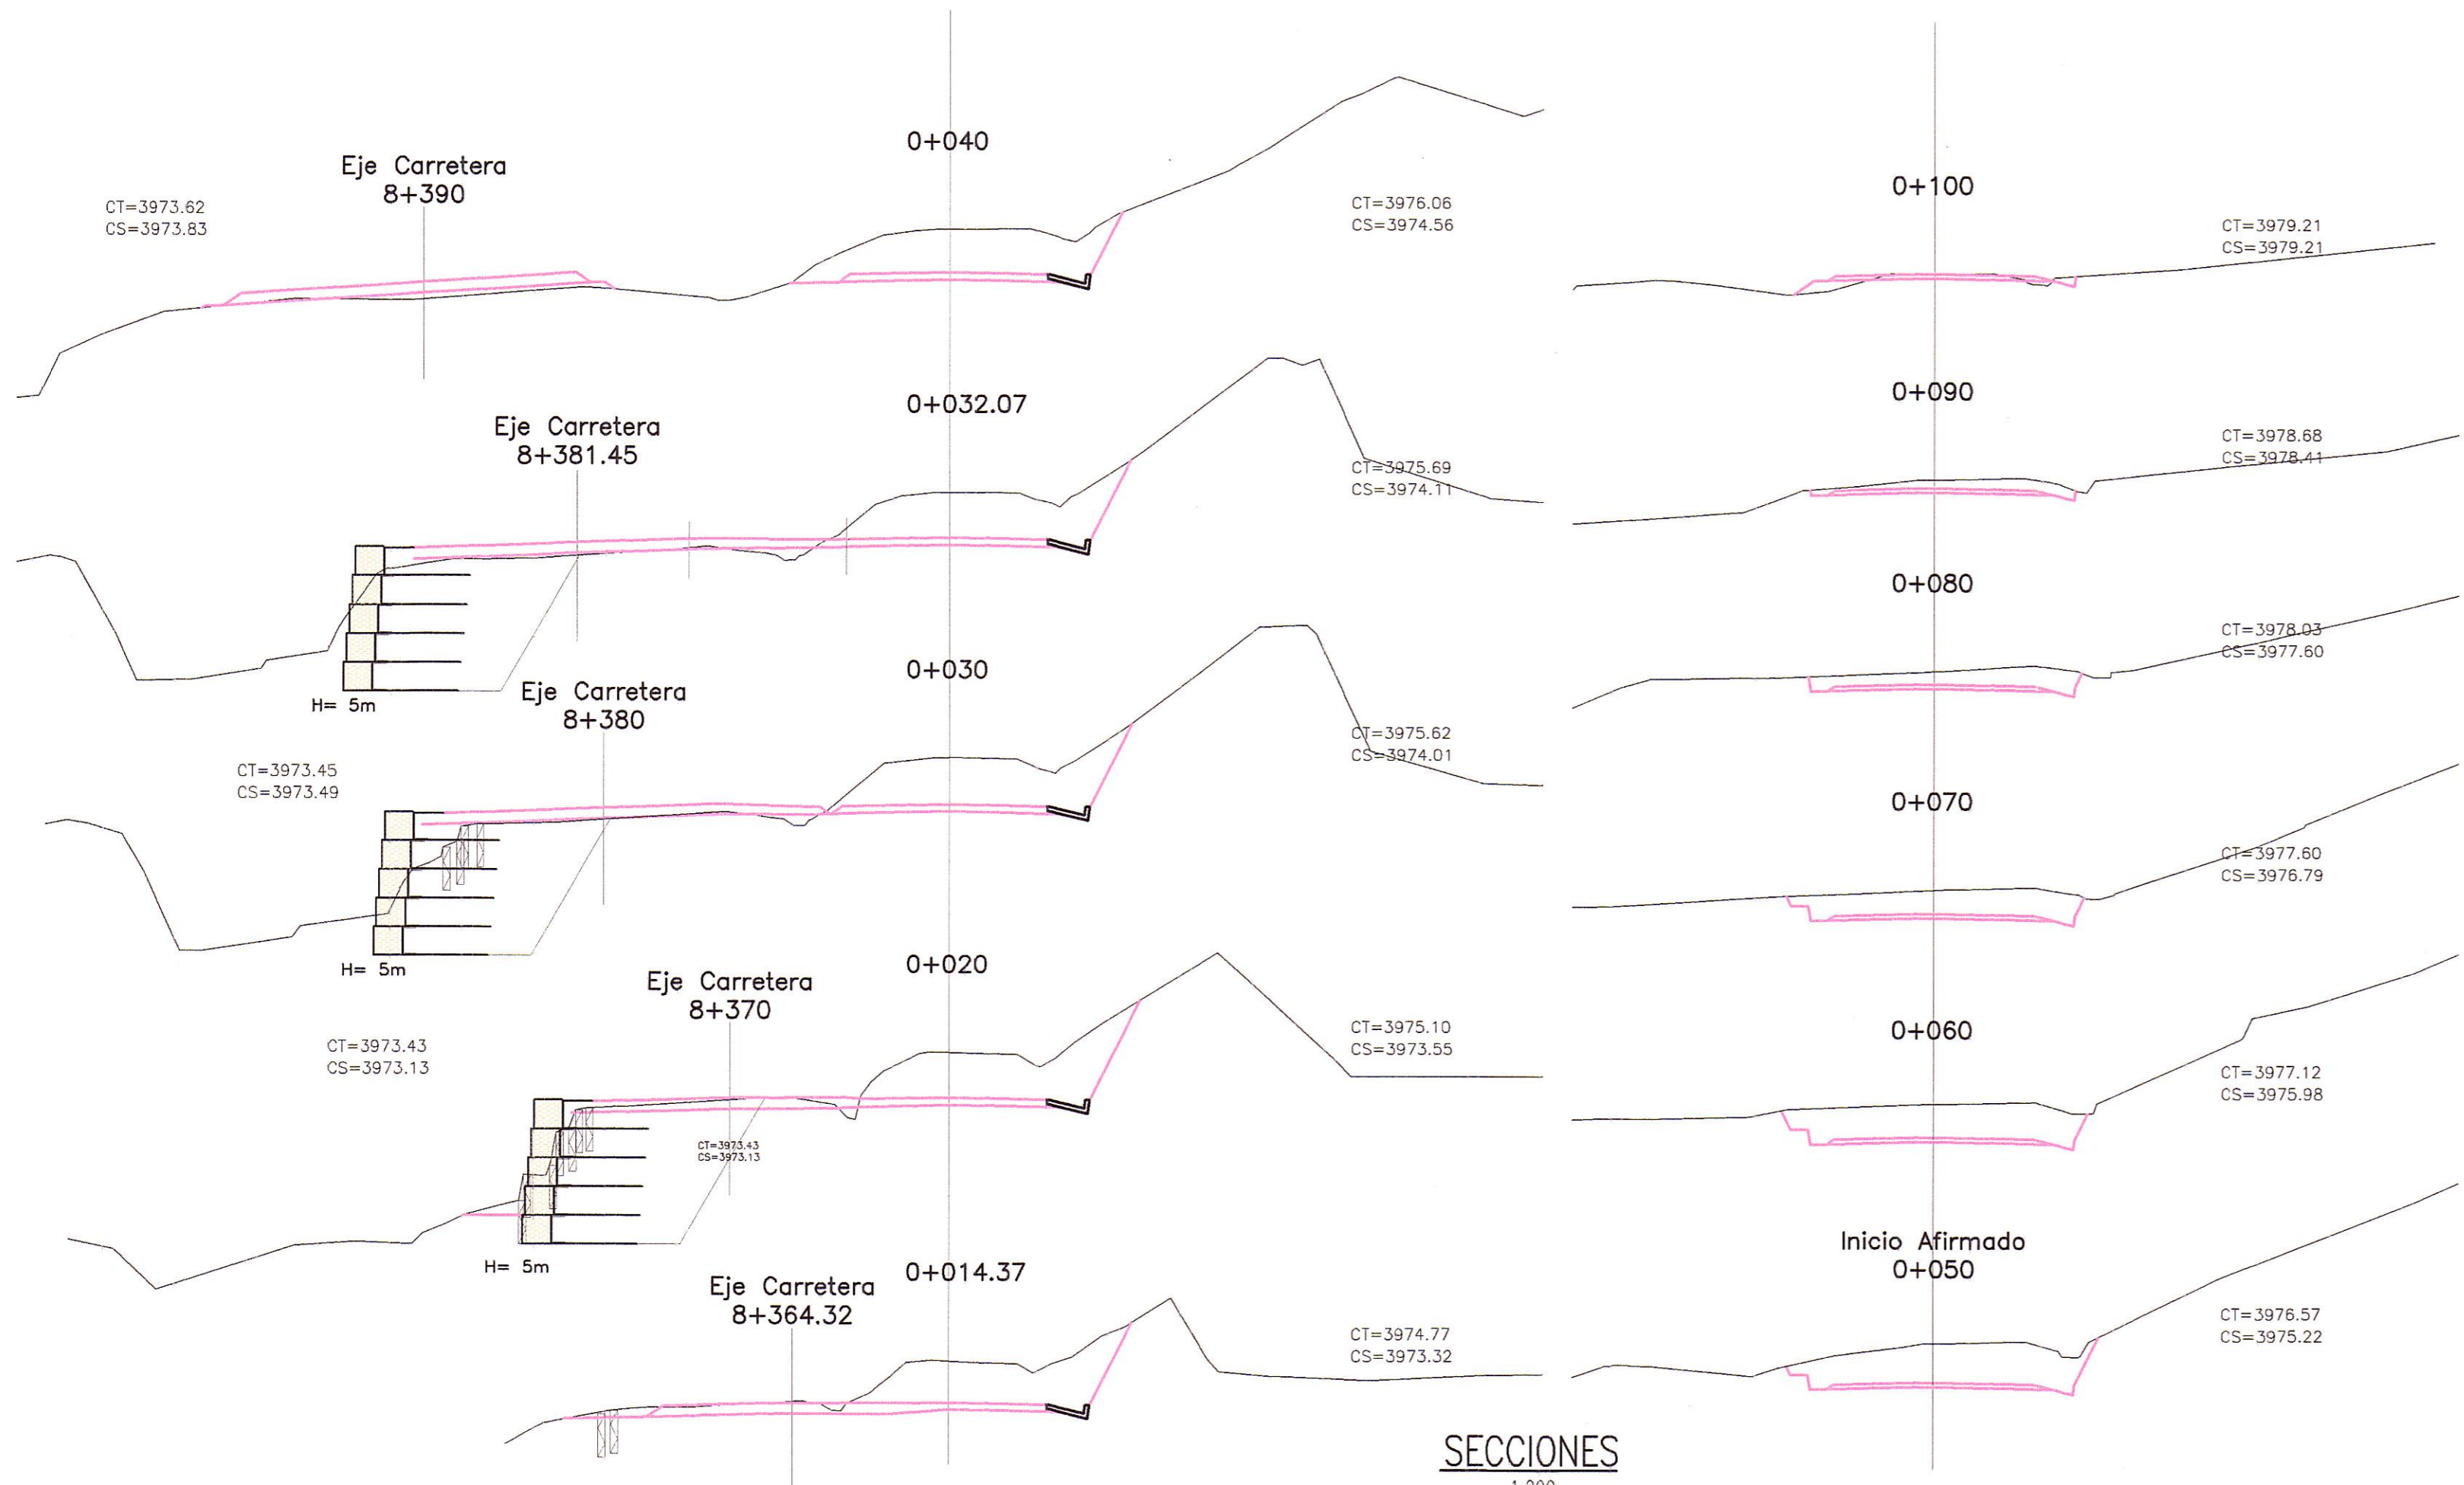 0+040
Eje Carretera
8+390
CT=3973.62
CS=3973.83
CT=3976.06
CS=3974.56
0+032.07
Eje Carretera
8+381.45
CT=3975.69
CS=3974.11
H= 5m
0+030
Eje Carretera
8+380
CT=3973.45
CS=3973.49
CT=3975.62
CS=3974.01
H= 5m
0+020
Eje Carretera
8+370
CT=3973.43
CS=3973.13
CT=3975.10
CS=3973.55
CT=3973.43
CS=3973.13
H= 5m
0+014.37
Eje Carretera
8+364.32
CT=3974.77
CS=3973.32
0+100
CT=3979.21
CS=3979.21
0+090
CT=3978.68
CS=3978.41
0+080
CT=3978.03
CS=3977.60
0+070
CT=3977.60
CS=3976.79
0+060
CT=3977.12
CS=3975.98
Inicio Afirmado
0+050
CT=3976.57
CS=3975.22
SECCIONES